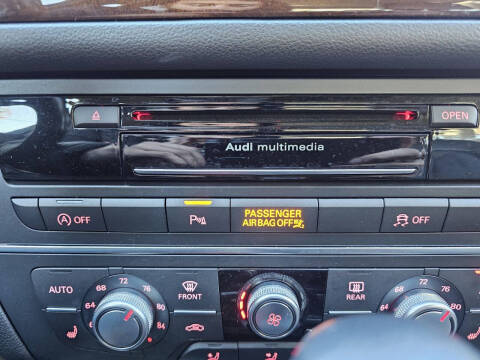 OPEN
Audi multimedia
OFF
P
PASSENGER
AIR BAG OFF
OFF
AUTO
64 68 72 76 80 84
FRONT
REAR
64 68 72 76 80